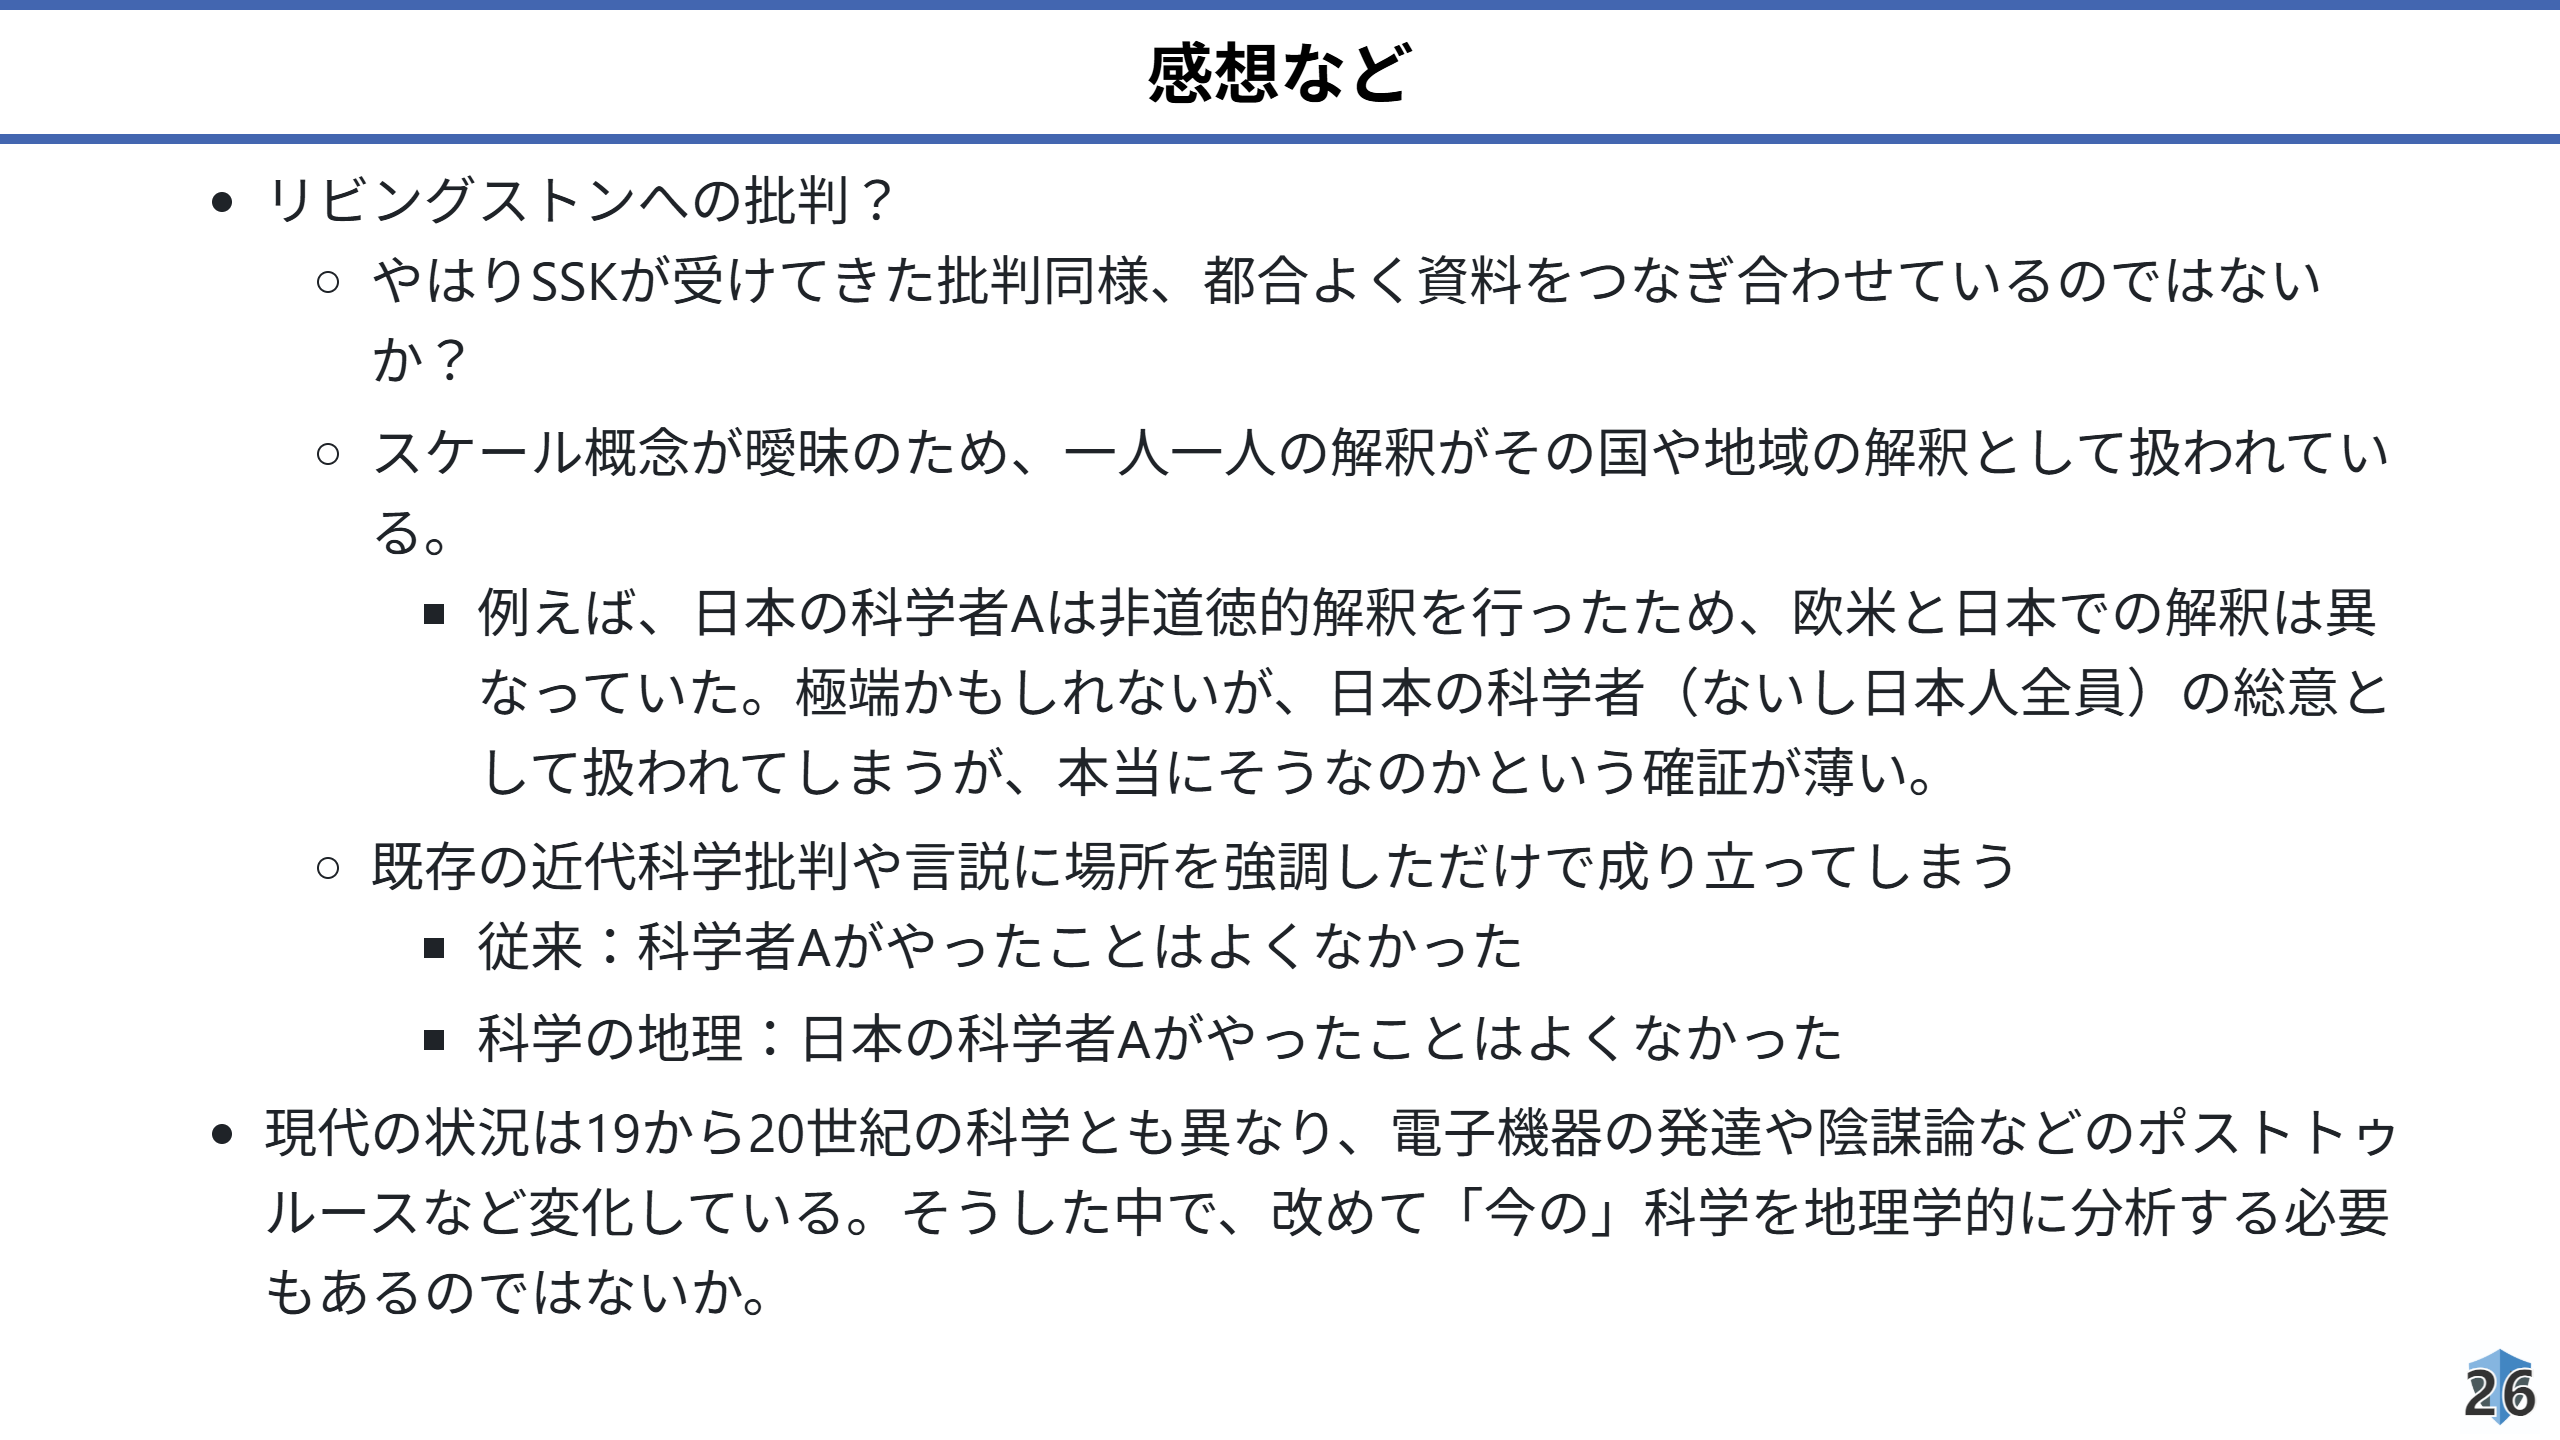 感想など
リビングストンへの批判？
やはりSSKが受けてきた批判同様、都合よく資料をつなぎ合わせているのではない
か？
スケール概念が曖昧のため、一人一人の解釈がその国や地域の解釈として扱われてい
る。
例えば、日本の科学者Aは非道徳的解釈を行ったため、欧米と日本での解釈は異
なっていた。極端かもしれないが、日本の科学者（ないし日本人全員）の総意と
して扱われてしまうが、本当にそうなのかという確証が薄い。
既存の近代科学批判や言説に場所を強調しただけで成り立ってしまう
従来：科学者Aがやったことはよくなかった
科学の地理：日本の科学者Aがやったことはよくなかった
現代の状況は19から20世紀の科学とも異なり、電子機器の発達や陰謀論などのポストトゥ
ルースなど変化している。そうした中で、改めて「今の」科学を地理学的に分析する必要
もあるのではないか。
26